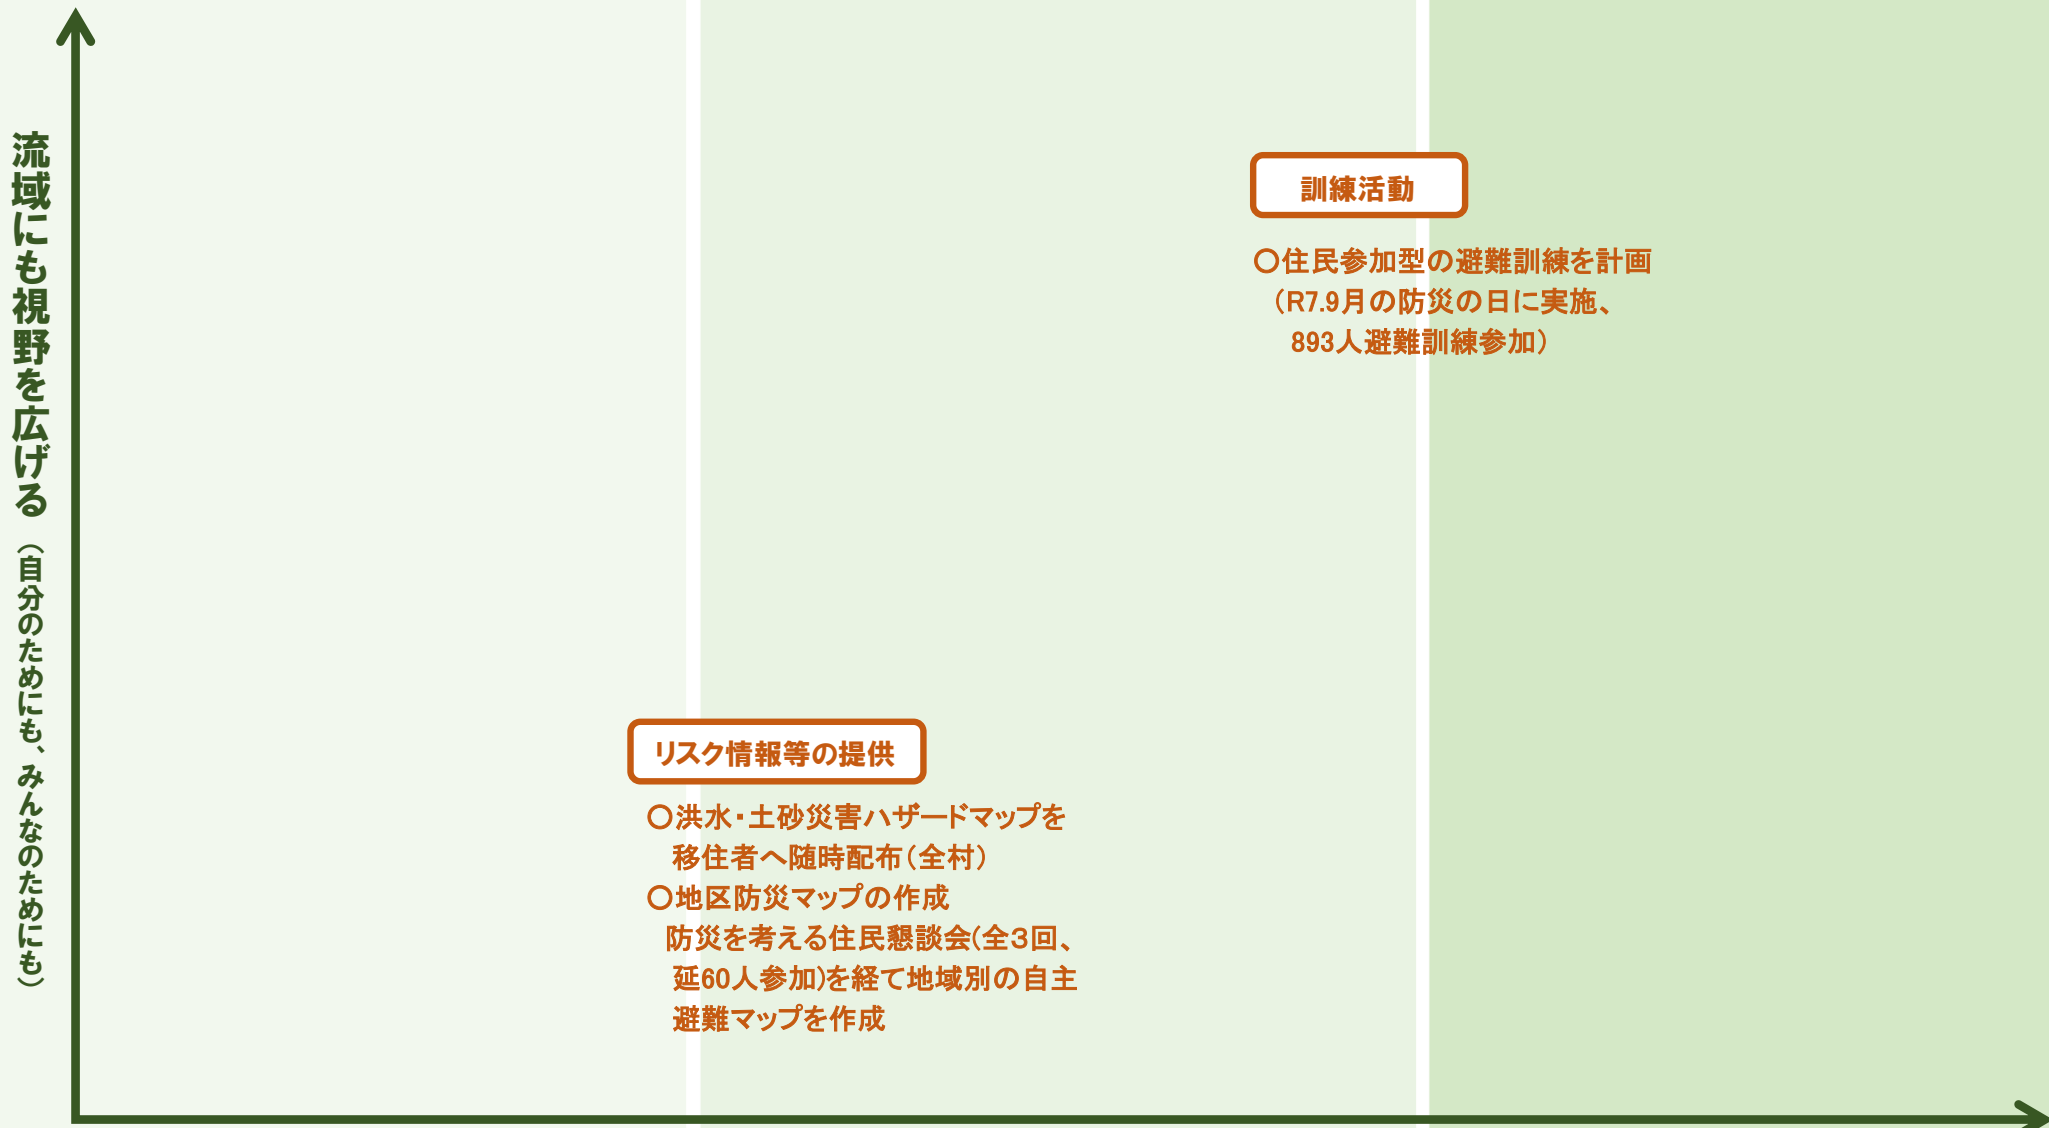 流域にも視野を広げる（自分のためにも、みんなのためにも）
訓練活動
〇住民参加型の避難訓練を計画
（R7.9月の防災の日に実施、
893人避難訓練参加）
リスク情報等の提供
〇洪水・土砂災害ハザードマップを
移住者へ随時配布（全村）
〇地区防災マップの作成
防災を考える住民懇談会(全３回、
延60人参加)を経て地域別の自主
避難マップを作成